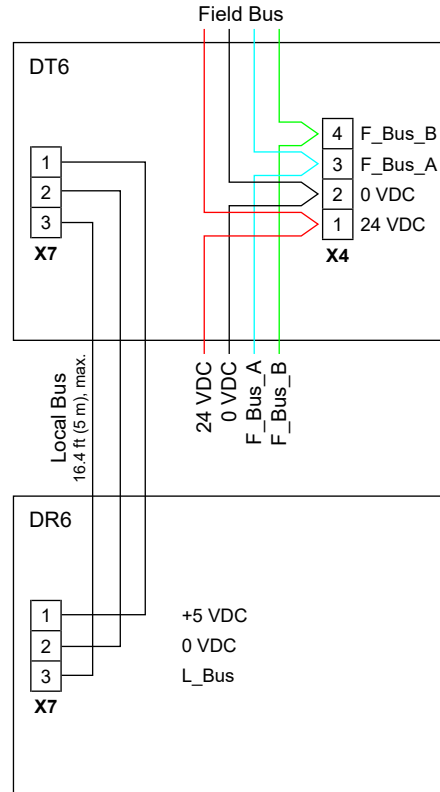 Field Bus
DT6
4 F_Bus_B
3 F_Bus_A
2 0 VDC
1 24 VDC
X4
1
2
3
X7
24 VDC
0 VDC
F_Bus_A
F_Bus_B
Local Bus
16.4 ft (5 m), max.
DR6
1 +5 VDC
2 0 VDC
3 L_Bus
X7